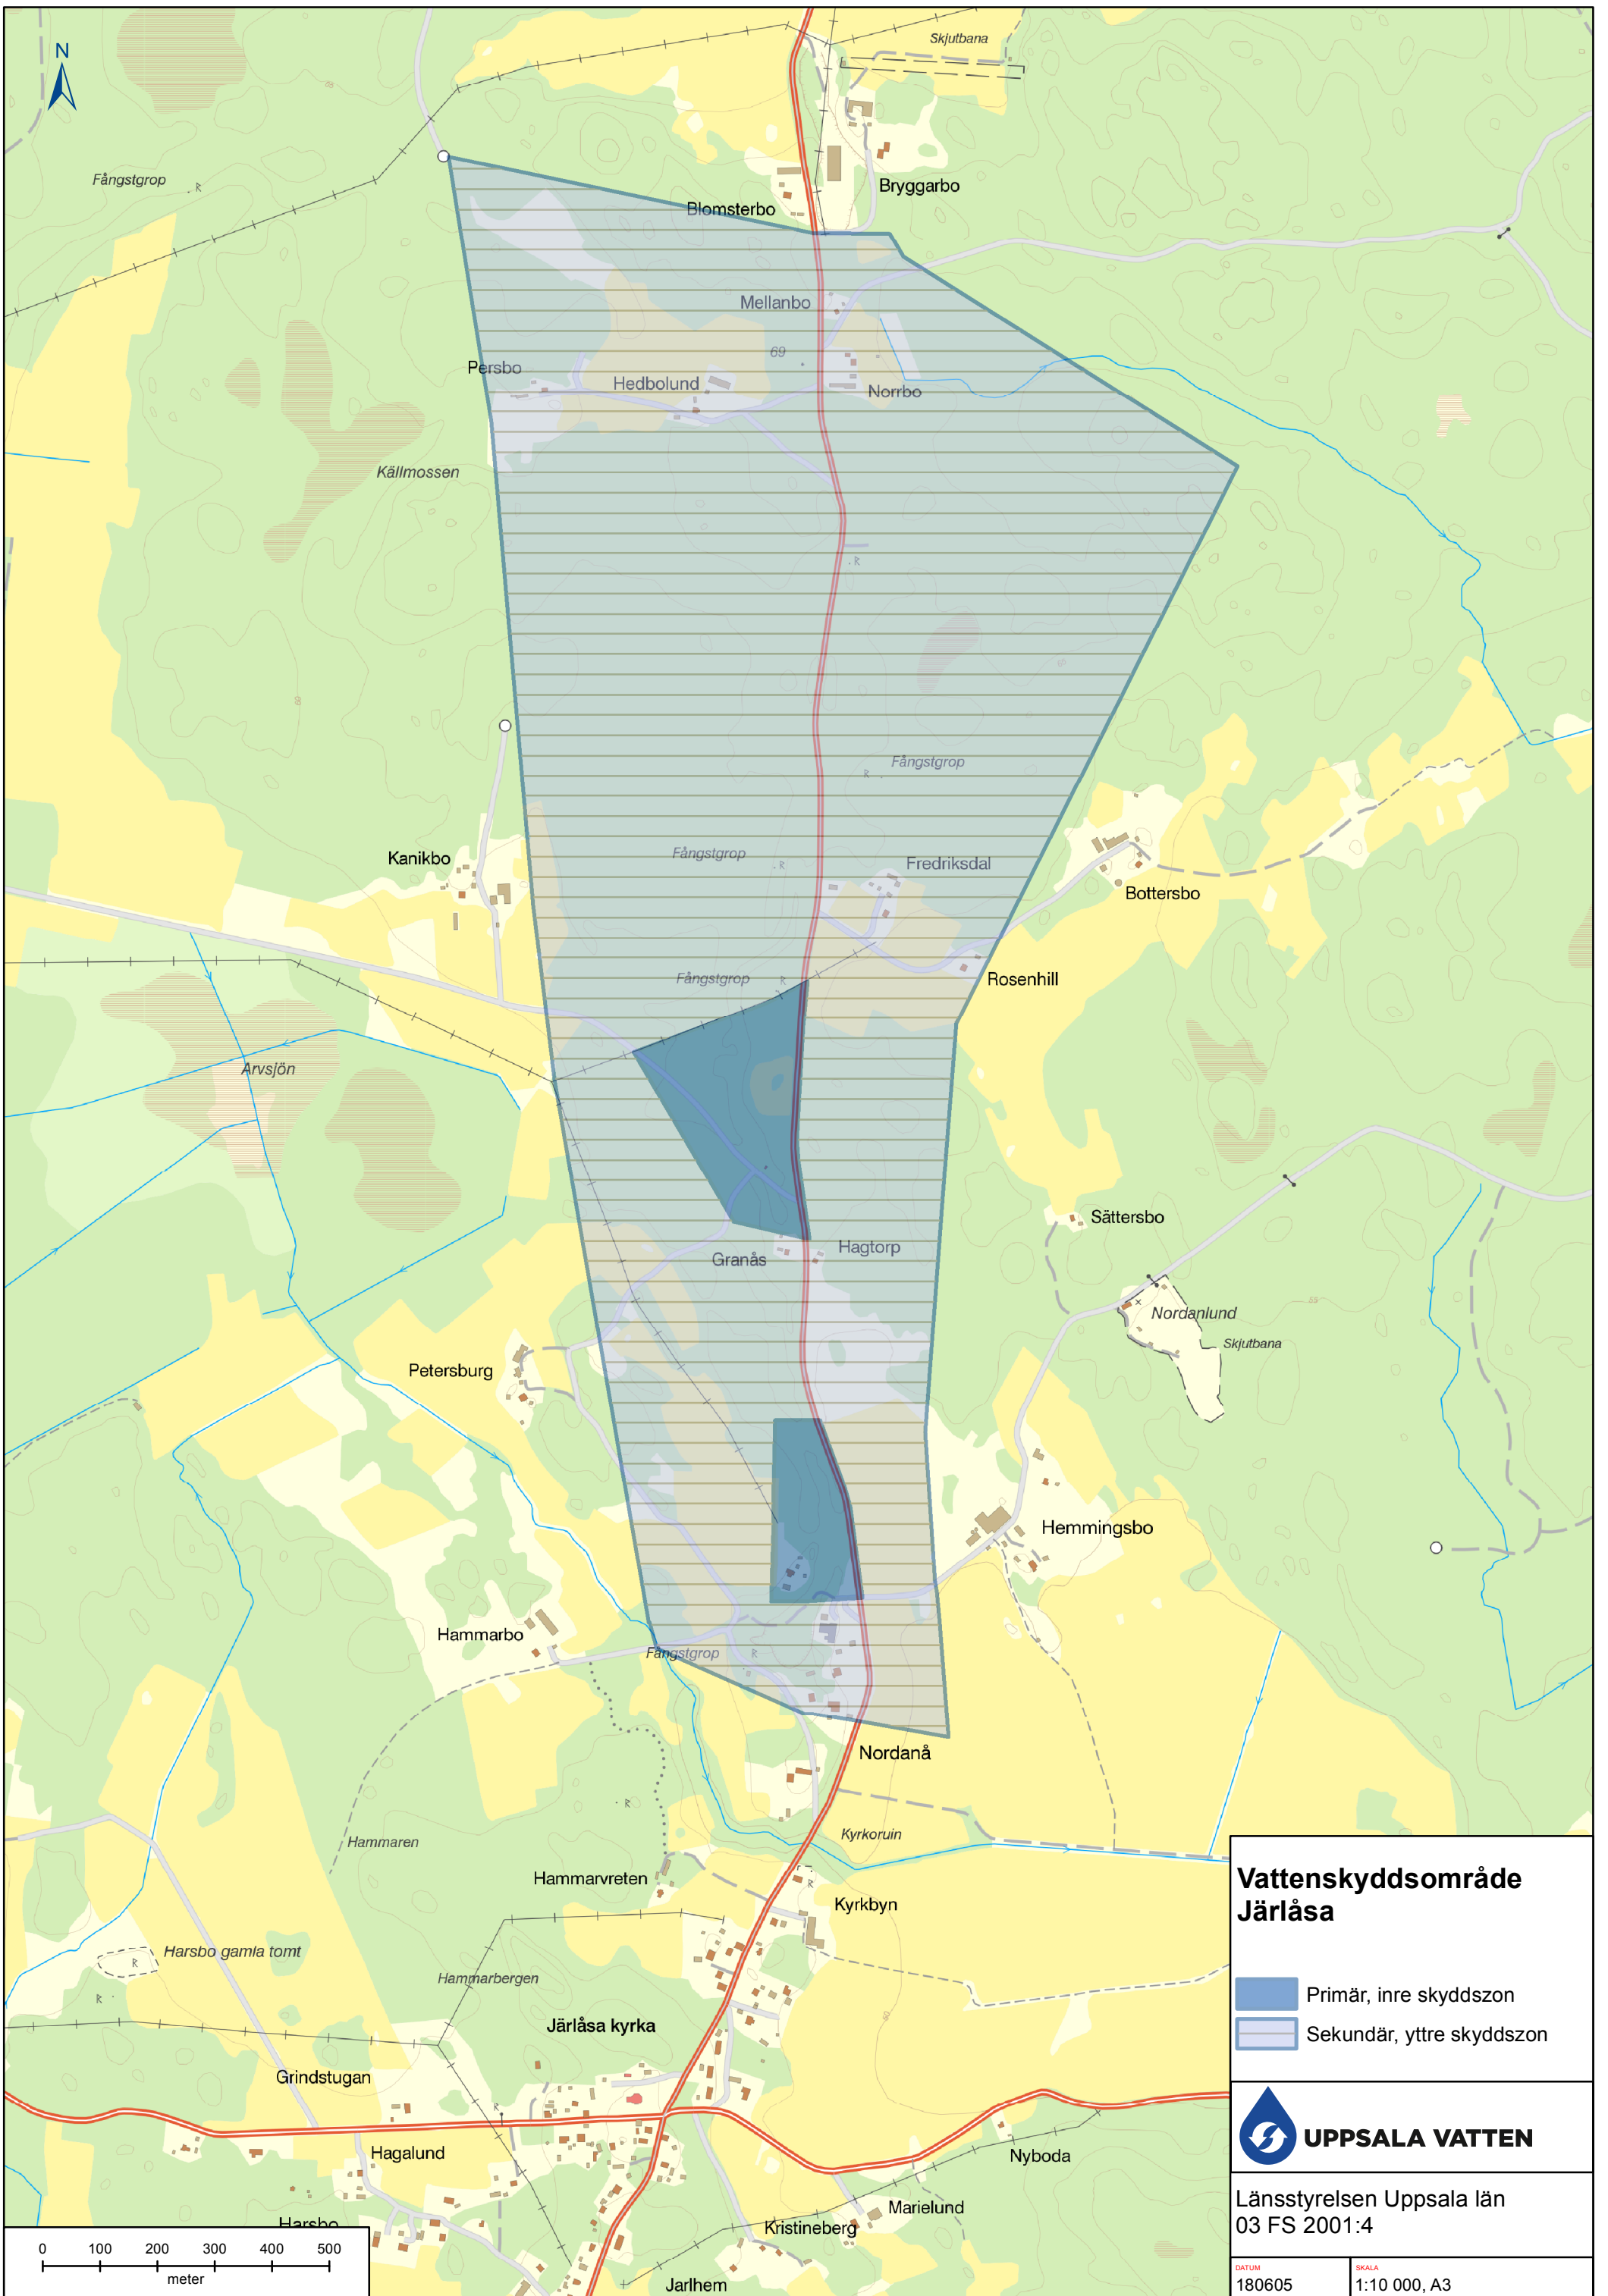 N
Skjutbana
Fångstgrop
R
Bryggarbo
Blomsterbo
Mellanbo
69
Persbo
Hedbolund
Norrbo
Källmossen
R
Fångstgrop
R
Kanikbo
Fångstgrop
R
Fredriksdal
Bottersbo
Fångstgrop
R
Rosenhill
Arvsjön
Sättersbo
Granås
Hagtorp
Nordanlund
Skjutbana
Petersburg
Hemmingsbo
Hammarbo
Fångstgrop
R
Nordanå
R
Hammaren
Kyrkoruin
Hammarvreten
R
Kyrkbyn
Harsbo gamla tomt
R
R
Hammarbergen
Järlåsa kyrka
Grindstugan
R
Hagalund
Nyboda
Marielund
Kristineberg
Harsbo
Jarlhem
0 100 200 300 400 500
meter
Vattenskyddsområde
Järlåsa
Primär, inre skyddszon
Sekundär, yttre skyddszon
UPPSALA VATTEN
Länsstyrelsen Uppsala län
03 FS 2001:4
DATUM
180605
SKALA
1:10 000, A3